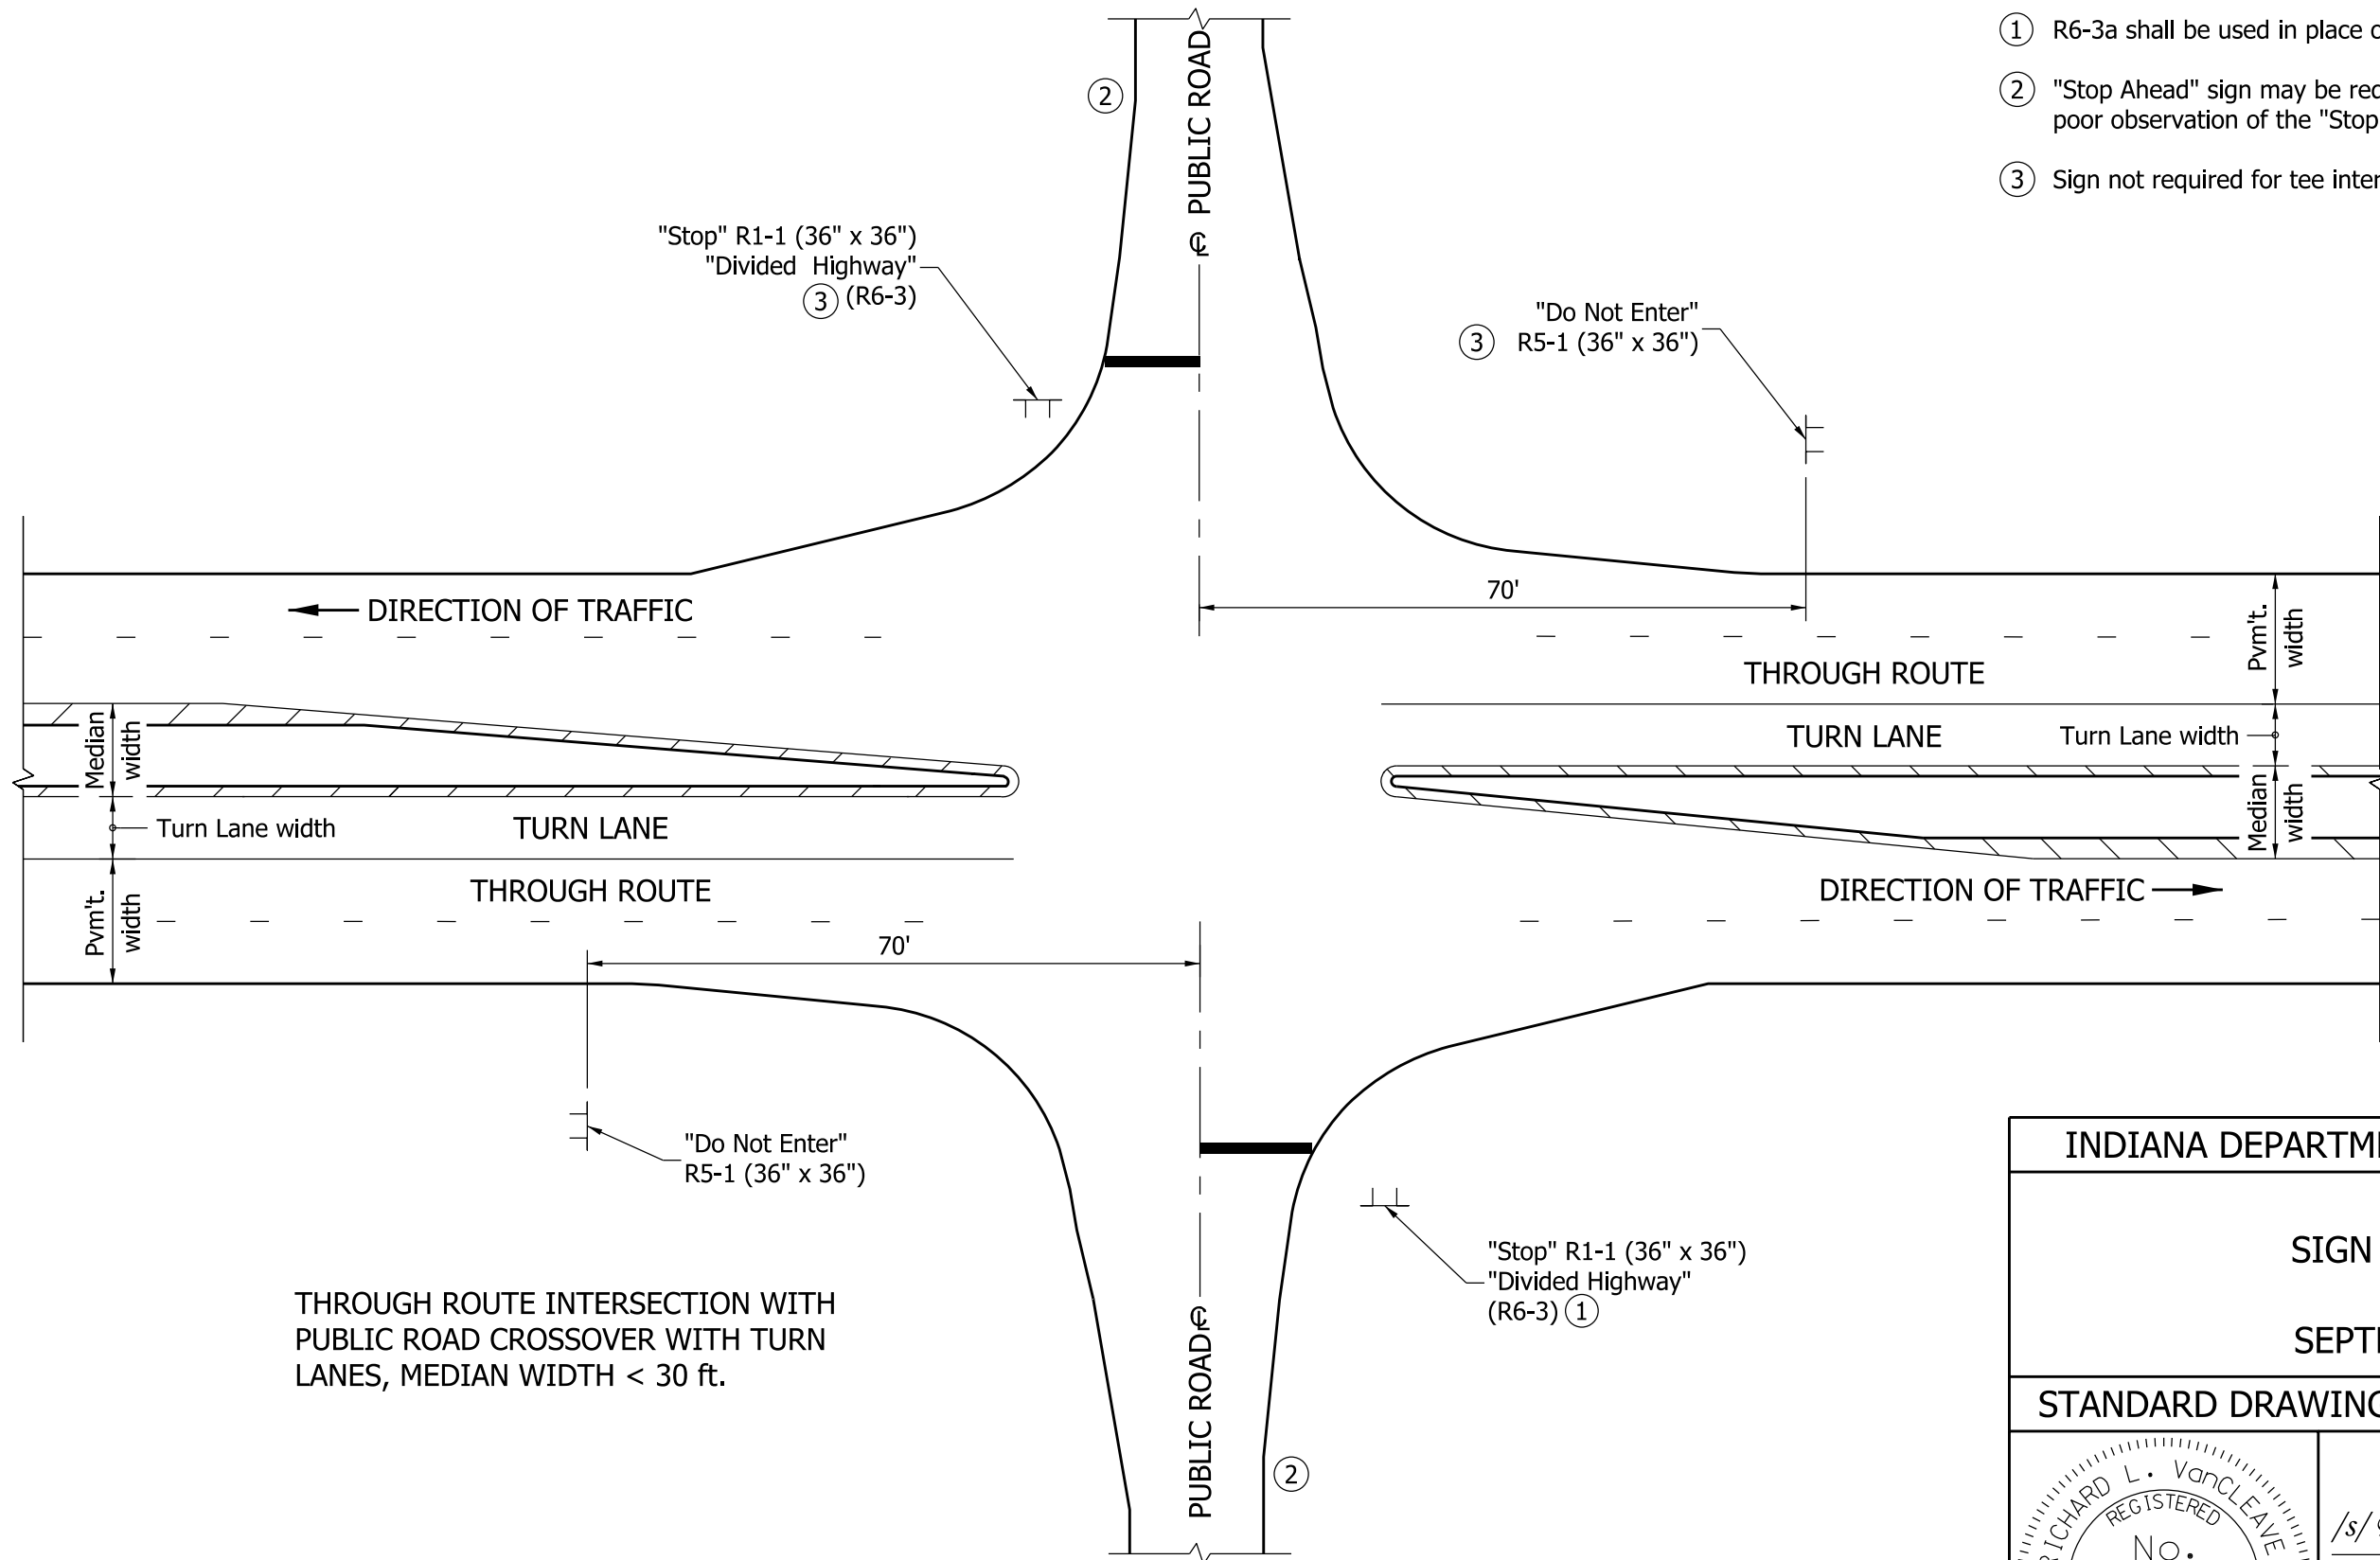 ① R6-3a shall be used in place
② "Stop Ahead" sign may be
poor observation of the "Stop
③ Sign not required for tee
② 
PUBLIC ROAD
℄
"Stop" R1-1 (36" x 36")
"Divided Highway"
③ (R6-3)
"Do Not Enter"
③ R5-1 (36" x 36")
DIRECTION OF TRAFFIC
70'
THROUGH ROUTE
Pvm't.
width
TURN LANE
Turn Lane width
Median
width
Median
width
Turn Lane width
TURN LANE
THROUGH ROUTE
Pvm't.
width
DIRECTION OF TRAFFIC
70'
"Do Not Enter"
R5-1 (36" x 36")
"Stop" R1-1 (36" x 36")
"Divided Highway"
(R6-3) ①
THROUGH ROUTE INTERSECTION WITH
PUBLIC ROAD CROSSOVER WITH TURN
LANES, MEDIAN WIDTH < 30 ft.
℄
PUBLIC ROAD
②
INDIANA
SIGN
STANDARD
RICHARD L. VanCLEAVE
REGISTERED
No.
/s/